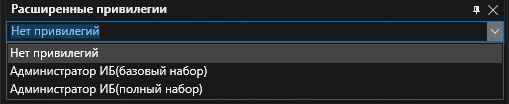 Расширенные привилегии
Нет привилегий
Нет привилегий
Администратор ИБ(базовый набор)
Администратор ИБ(полный набор)